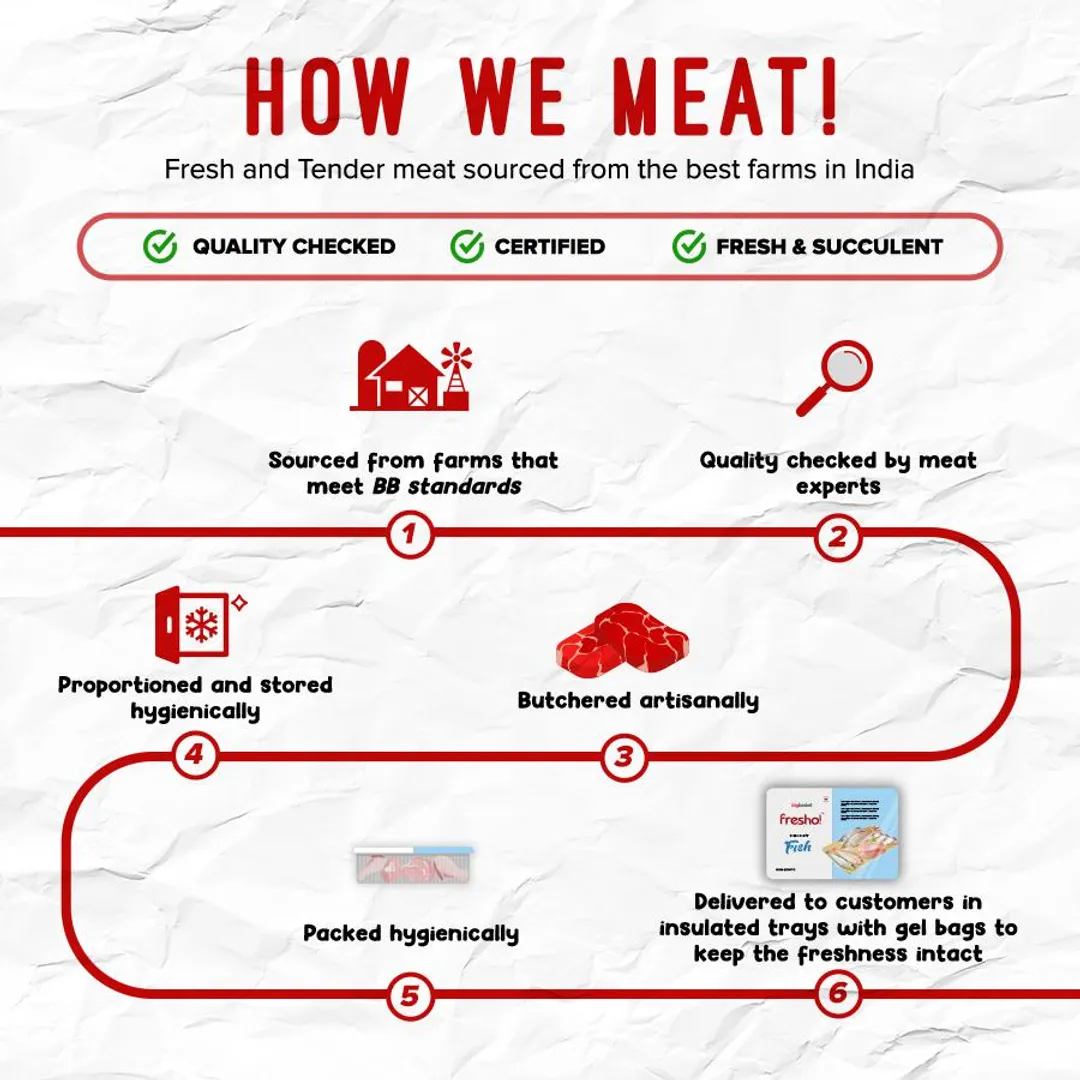 HOW WE MEAT!
Fresh and Tender meat sourced from the best farms in India
QUALITY CHECKED
CERTIFIED
FRESH & SUCCULENT
Sourced from farms that
meet BB standards
1
Quality checked by meat
experts
2
Butchered artisanally
3
Proportioned and stored
hygienically
4
Packed hygienically
5
bigbasket
fresho!
Fish
Delivered to customers in
insulated trays with gel bags to
keep the freshness intact
6